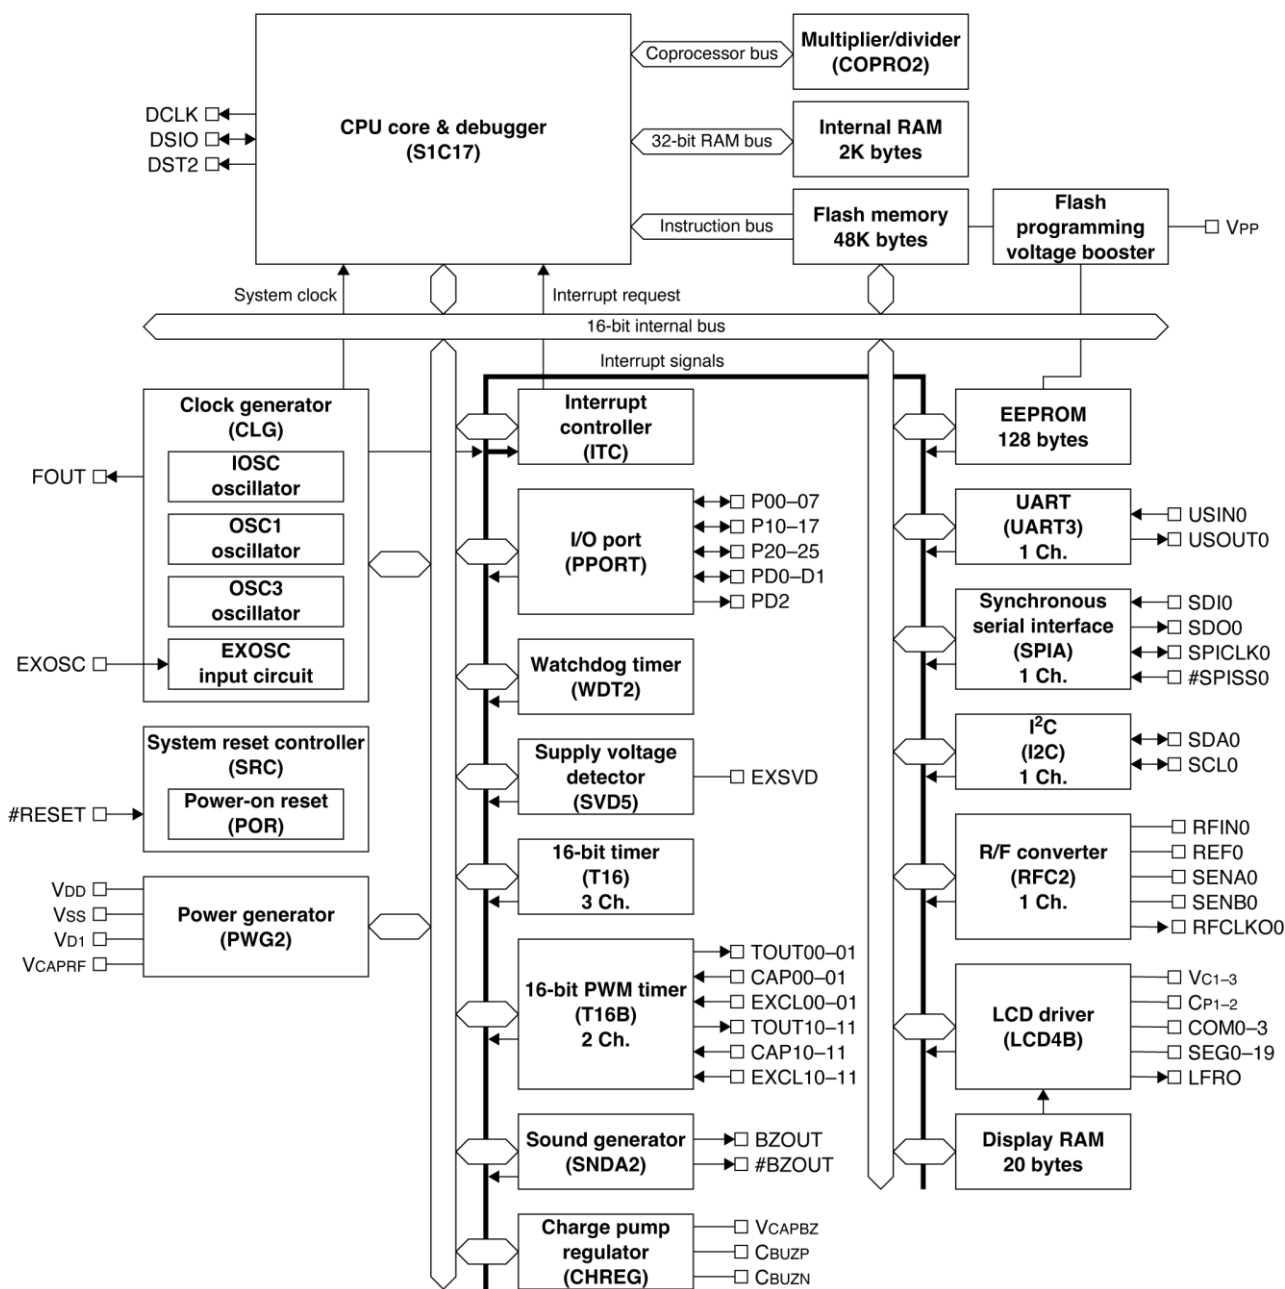 CPU core & debugger
(S1C17)
DCLK
DSIO
DST2
Coprocessor bus
Multiplier/divider
(COPRO2)
32-bit RAM bus
Internal RAM
2K bytes
Instruction bus
Flash memory
48K bytes
Flash
programming
voltage booster
VPP
System clock
Interrupt request
16-bit internal bus
Interrupt signals
Clock generator
(CLG)
IOSC
oscillator
OSC1
oscillator
OSC3
oscillator
EXOSC
input circuit
FOUT
EXOSC
System reset controller
(SRC)
Power-on reset
(POR)
#RESET
Power generator
(PWG2)
VDD
VSS
VD1
VCAPRF
Interrupt
controller
(ITC)
I/O port
(PPORT)
P00–07
P10–17
P20–25
PD0–D1
PD2
Watchdog timer
(WDT2)
Supply voltage
detector
(SVD5)
EXSVD
16-bit timer
(T16)
3 Ch.
16-bit PWM timer
(T16B)
2 Ch.
TOUT00–01
CAP00–01
EXCL00–01
TOUT10–11
CAP10–11
EXCL10–11
Sound generator
(SNDA2)
BZOUT
#BZOUT
Charge pump
regulator
(CHREG)
VCAPBZ
CBUZP
CBUZN
EEPROM
128 bytes
UART
(UART3)
1 Ch.
USIN0
USOUT0
Synchronous
serial interface
(SPIA)
1 Ch.
SDI0
SDO0
SPICLK0
#SPISS0
I²C
(I2C)
1 Ch.
SDA0
SCL0
R/F converter
(RFC2)
1 Ch.
RFIN0
REF0
SENA0
SENB0
RFCLKO0
LCD driver
(LCD4B)
VC1–3
CP1–2
COM0–3
SEG0–19
LFRO
Display RAM
20 bytes